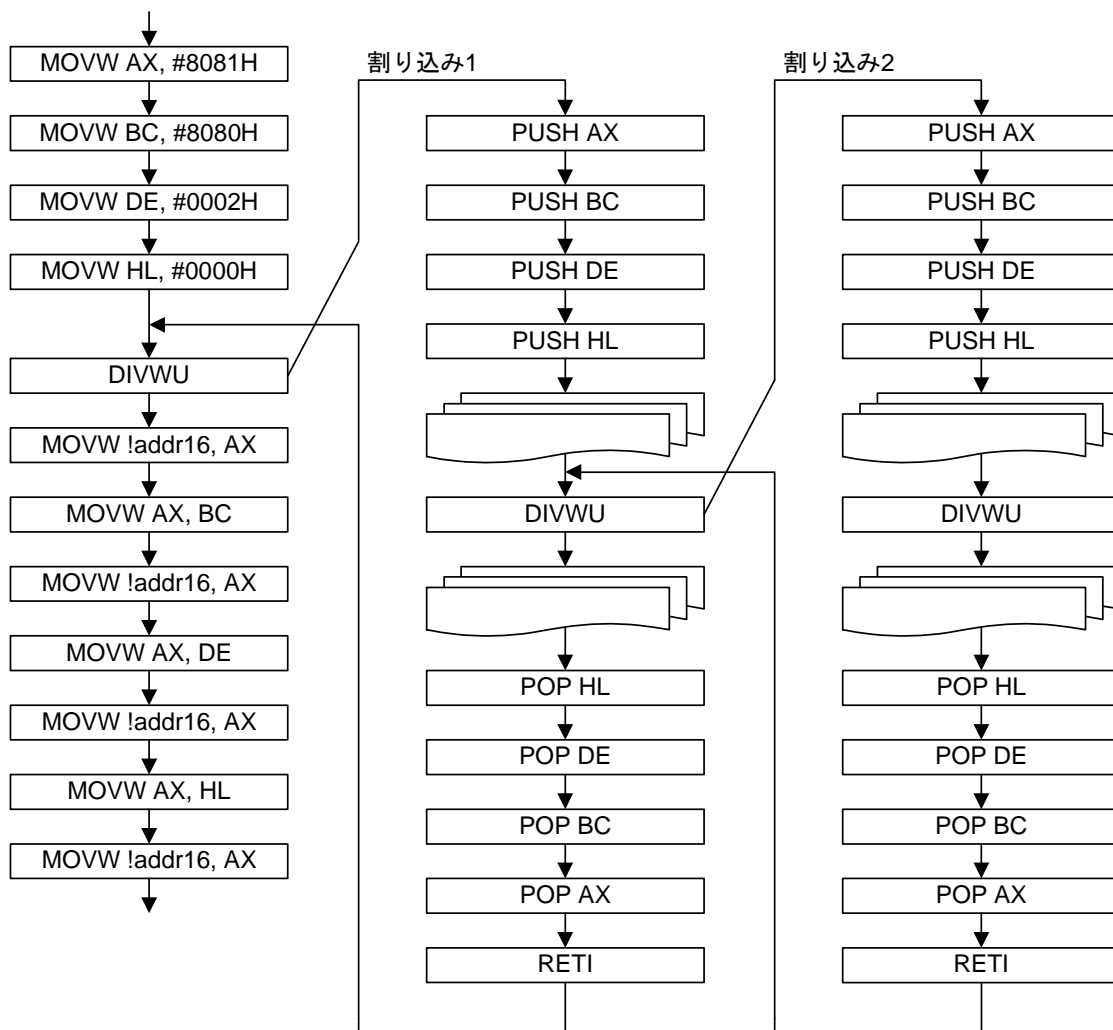 MOVW AX, #8081H
MOVW BC, #8080H
MOVW DE, #0002H
MOVW HL, #0000H
DIVWU
MOVW !addr16, AX
MOVW AX, BC
MOVW !addr16, AX
MOVW AX, DE
MOVW !addr16, AX
MOVW AX, HL
MOVW !addr16, AX
割り込み1
PUSH AX
PUSH BC
PUSH DE
PUSH HL
DIVWU
POP HL
POP DE
POP BC
POP AX
RETI
割り込み2
PUSH AX
PUSH BC
PUSH DE
PUSH HL
DIVWU
POP HL
POP DE
POP BC
POP AX
RETI